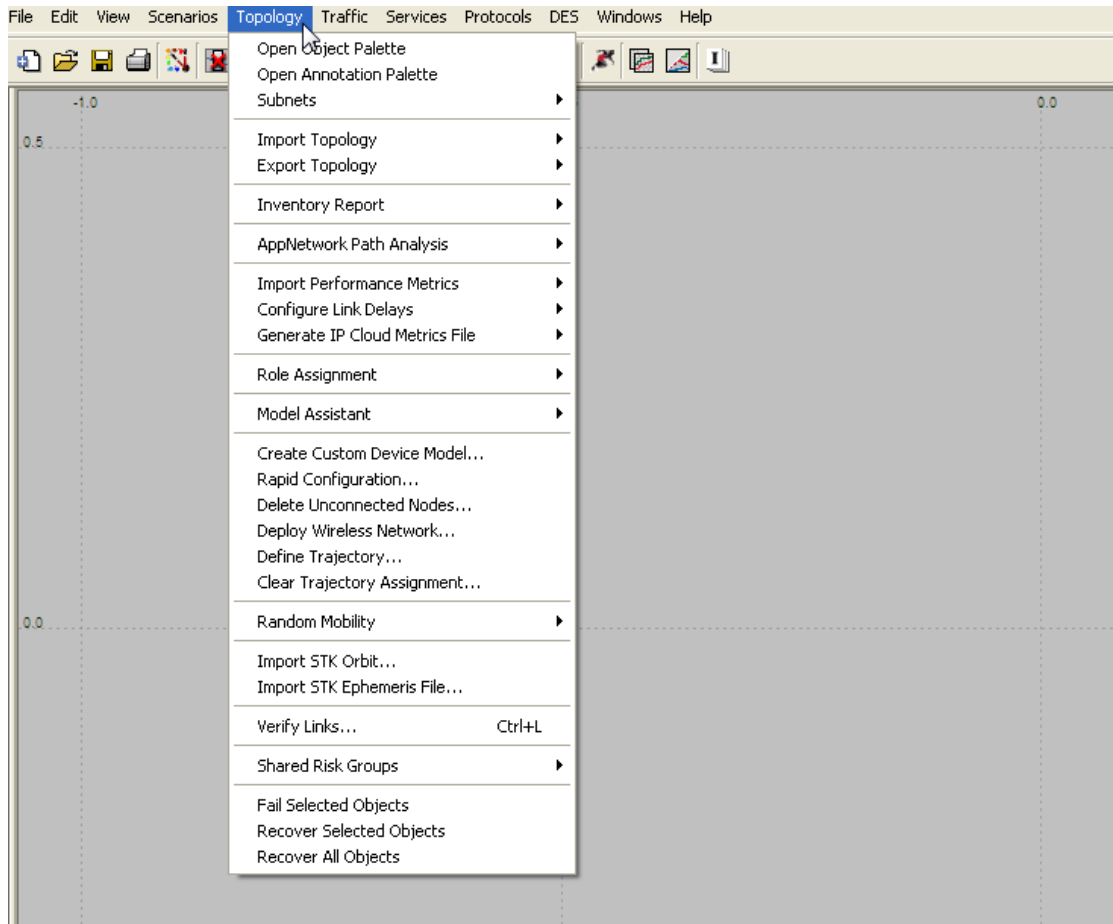 File Edit View Scenarios Topology Traffic Services Protocols DES Windows Help
Open Object Palette
Open Annotation Palette
Subnets
-1.0
0.0
Import Topology
0.5
Export Topology
Inventory Report
AppNetwork Path Analysis
Import Performance Metrics
Configure Link Delays
Generate IP Cloud Metrics File
Role Assignment
Model Assistant
Create Custom Device Model...
Rapid Configuration...
Delete Unconnected Nodes...
Deploy Wireless Network...
Define Trajectory...
Clear Trajectory Assignment...
0.0
Random Mobility
Import STK Orbit...
Import STK Ephemeris File...
Verify Links... Ctrl+L
Shared Risk Groups
Fail Selected Objects
Recover Selected Objects
Recover All Objects